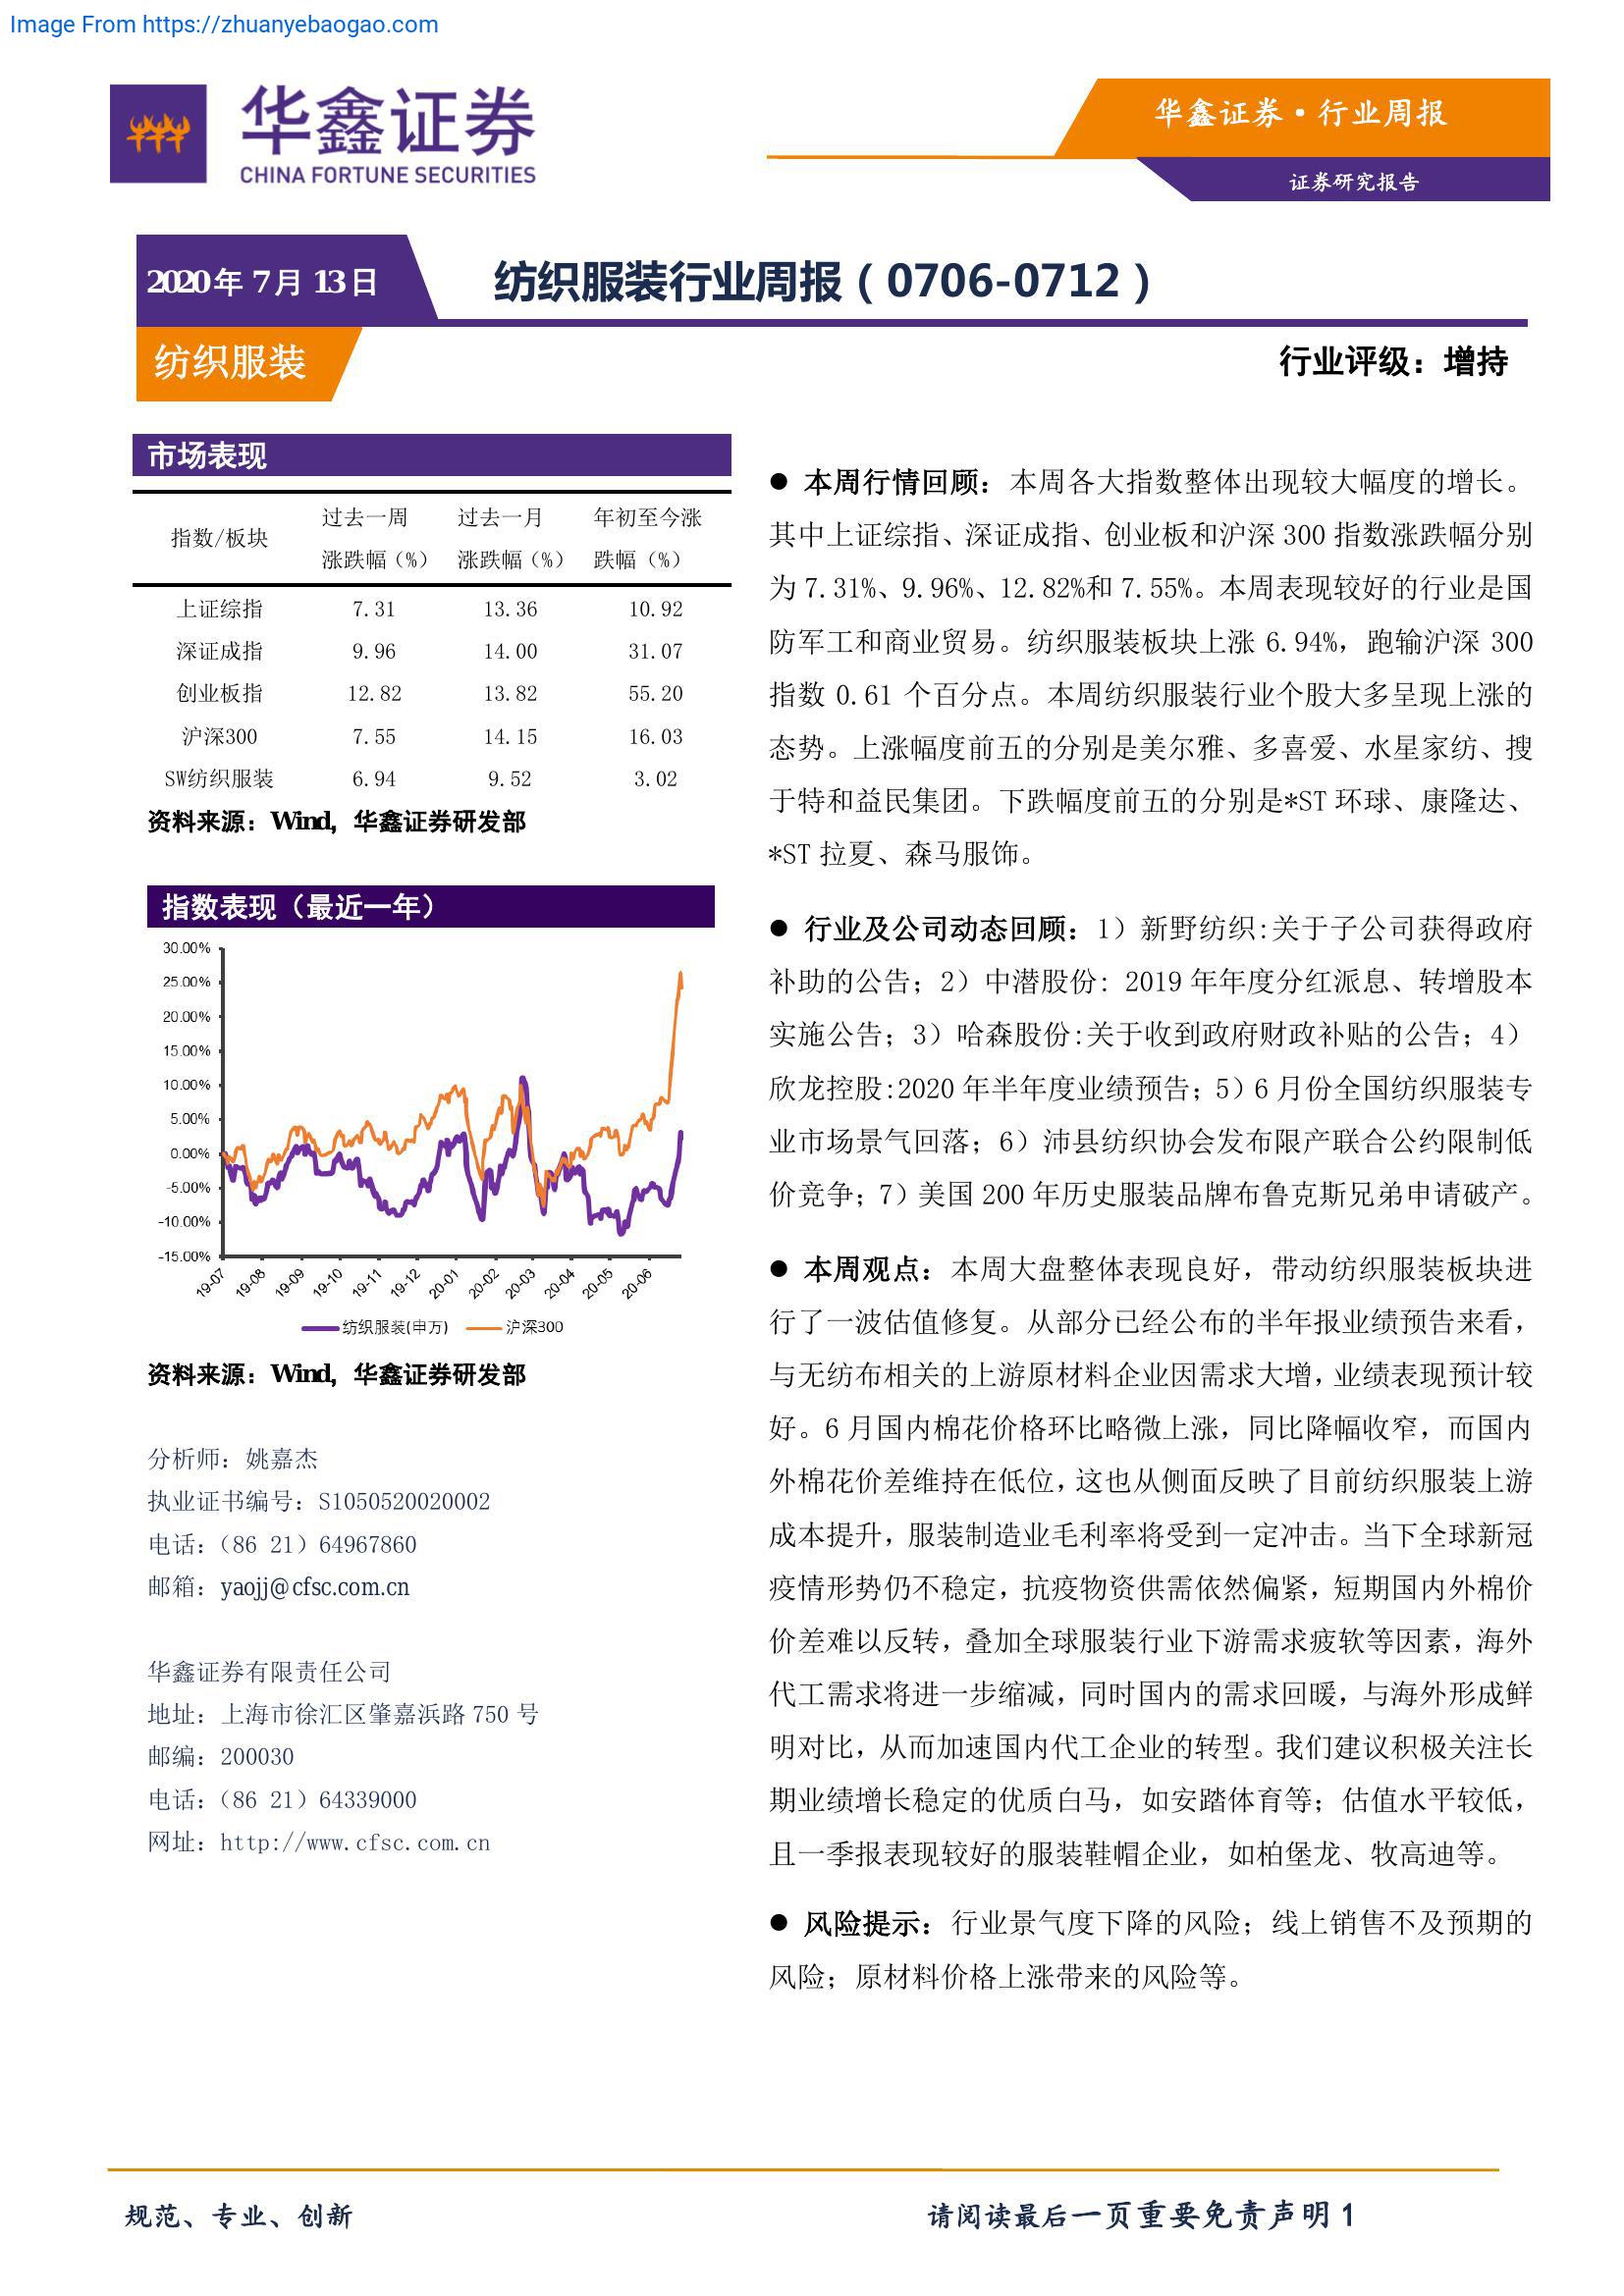 Image From https://zhuanyebaogao.com
华鑫证券
CHINA FORTUNE SECURITIES
华鑫证券·行业周报
证券研究报告
2020年 7月 13日
纺织服装行业周报（0706-0712）
纺织服装
行业评级：增持
市场表现
指数/板块 过去一周涨跌幅（%） 过去一月涨跌幅（%） 年初至今涨跌幅（%）
上证综指 7.31 13.36 10.92
深证成指 9.96 14.00 31.07
创业板指 12.82 13.82 55.20
沪深300 7.55 14.15 16.03
SW纺织服装 6.94 9.52 3.02
资料来源：Wind，华鑫证券研发部
指数表现（最近一年）
30.00%
25.00%
20.00%
15.00%
10.00%
5.00%
0.00%
-5.00%
-10.00%
-15.00%
19-07 19-08 19-09 19-10 19-11 19-12 20-01 20-02 20-03 20-04 20-05 20-06
纺织服装(申万) 沪深300
资料来源：Wind，华鑫证券研发部
分析师：姚嘉杰
执业证书编号：S1050520020002
电话：（86 21）64967860
邮箱：yaojj@cfsc.com.cn
华鑫证券有限责任公司
地址：上海市徐汇区肇嘉浜路 750 号
邮编：200030
电话：（86 21）64339000
网址：http://www.cfsc.com.cn
● 本周行情回顾：本周各大指数整体出现较大幅度的增长。
其中上证综指、深证成指、创业板和沪深 300 指数涨跌幅分别
为 7.31%、9.96%、12.82%和 7.55%。本周表现较好的行业是国
防军工和商业贸易。纺织服装板块上涨 6.94%，跑输沪深 300
指数 0.61 个百分点。本周纺织服装行业个股大多呈现上涨的
态势。上涨幅度前五的分别是美尔雅、多喜爱、水星家纺、搜
于特和益民集团。下跌幅度前五的分别是*ST 环球、康隆达、
*ST 拉夏、森马服饰。
● 行业及公司动态回顾：1）新野纺织:关于子公司获得政府
补助的公告；2）中潜股份: 2019 年年度分红派息、转增股本
实施公告；3）哈森股份:关于收到政府财政补贴的公告；4）
欣龙控股:2020 年半年度业绩预告；5）6 月份全国纺织服装专
业市场景气回落；6）沛县纺织协会发布限产联合公约限制低
价竞争；7）美国 200 年历史服装品牌布鲁克斯兄弟申请破产。
● 本周观点：本周大盘整体表现良好，带动纺织服装板块进
行了一波估值修复。从部分已经公布的半年报业绩预告来看，
与无纺布相关的上游原材料企业因需求大增，业绩表现预计较
好。6 月国内棉花价格环比略微上涨，同比降幅收窄，而国内
外棉花价差维持在低位，这也从侧面反映了目前纺织服装上游
成本提升，服装制造业毛利率将受到一定冲击。当下全球新冠
疫情形势仍不稳定，抗疫物资供需依然偏紧，短期国内外棉价
价差难以反转，叠加全球服装行业下游需求疲软等因素，海外
代工需求将进一步缩减，同时国内的需求回暖，与海外形成鲜
明对比，从而加速国内代工企业的转型。我们建议积极关注长
期业绩增长稳定的优质白马，如安踏体育等；估值水平较低，
且一季报表现较好的服装鞋帽企业，如柏堡龙、牧高迪等。
● 风险提示：行业景气度下降的风险；线上销售不及预期的
风险；原材料价格上涨带来的风险等。
规范、专业、创新
请阅读最后一页重要免责声明 1